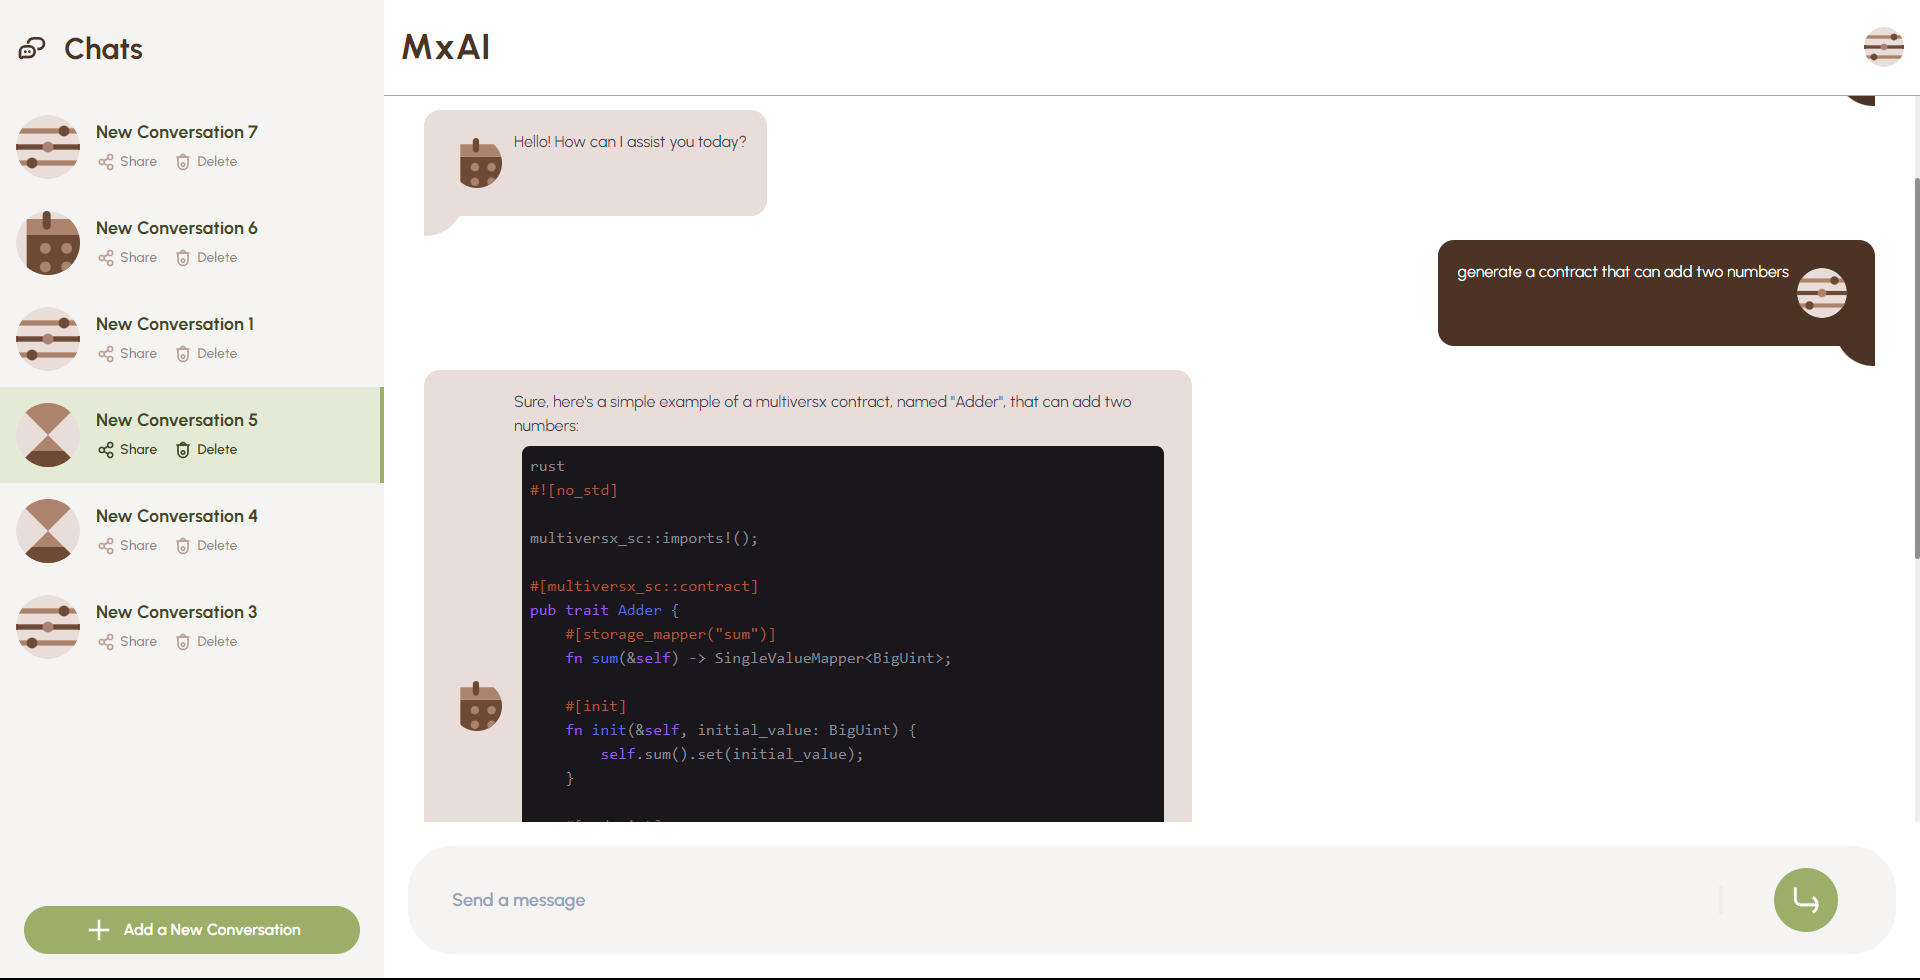 Chats
New Conversation 7
Share Delete
New Conversation 6
Share Delete
New Conversation 1
Share Delete
New Conversation 5
Share Delete
New Conversation 4
Share Delete
New Conversation 3
Share Delete
Add a New Conversation
MxAI
Hello! How can I assist you today?
generate a contract that can add two numbers
Sure, here's a simple example of a multiversx contract, named "Adder", that can add two
numbers:
rust
#![no_std]
multiversx_sc::imports!();
#[multiversx_sc::contract]
pub trait Adder {
    #[storage_mapper("sum")]
    fn sum(&self) -> SingleValueMapper<BigUint>;
    #[init]
    fn init(&self, initial_value: BigUint) {
        self.sum().set(initial_value);
    }
Send a message